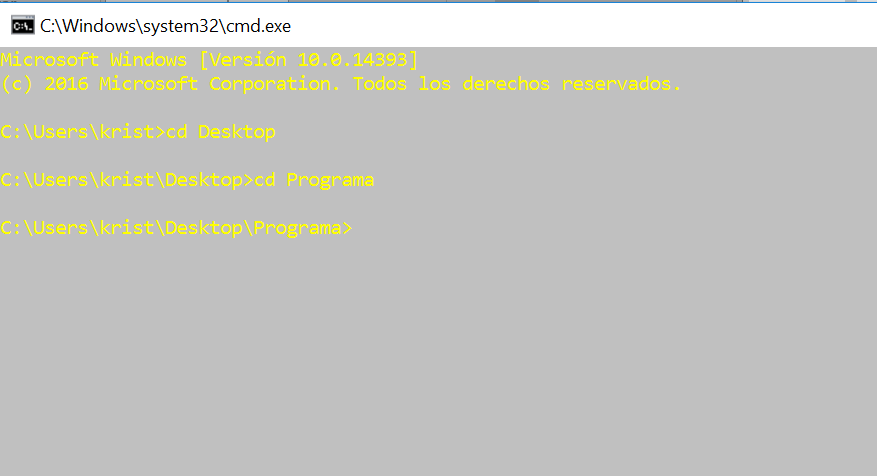 C:\Windows\system32\cmd.exe
Microsoft Windows [Versión 10.0.14393]
(c) 2016 Microsoft Corporation. Todos los derechos reservados.
C:\Users\krist>cd Desktop
C:\Users\krist\Desktop>cd Programa
C:\Users\krist\Desktop\Programa>